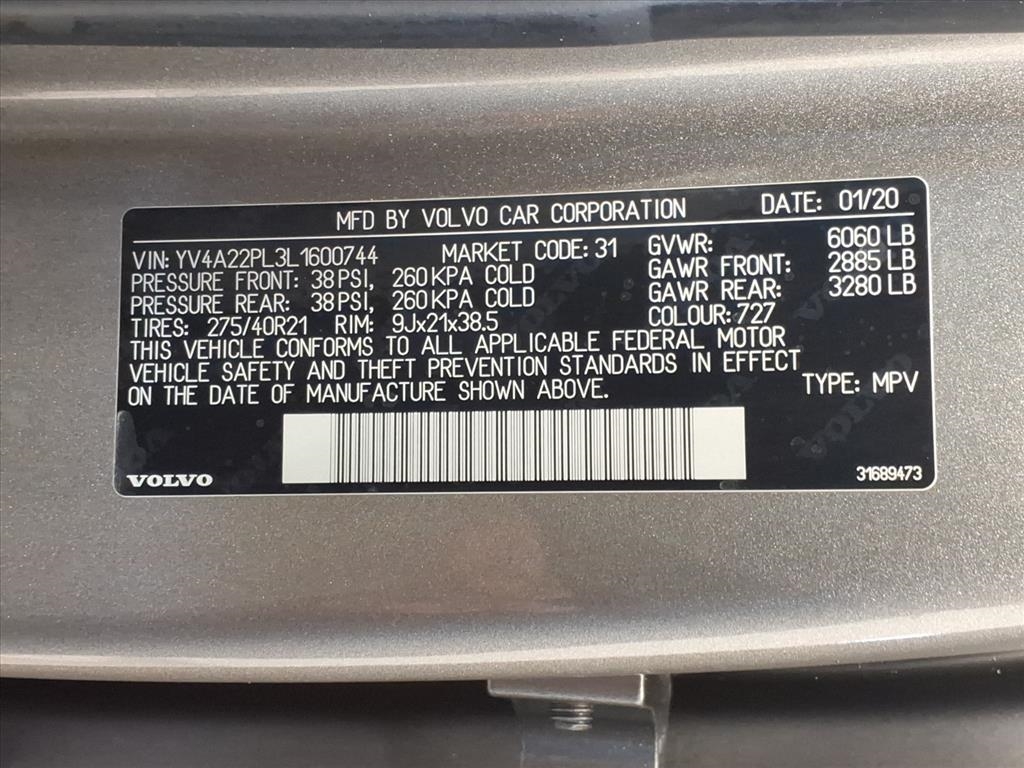 MFD BY VOLVO CAR CORPORATION DATE: 01/20
VIN: YV4A22PL3L1600744 MARKET CODE: 31 GVWR: 6060 LB
PRESSURE FRONT: 38 PSI, 260 KPA COLD GAWR FRONT: 2885 LB
PRESSURE REAR: 38 PSI, 260 KPA COLD GAWR REAR: 3280 LB
TIRES: 275/40R21 RIM: 9Jx21x38.5 COLOUR: 727
THIS VEHICLE CONFORMS TO ALL APPLICABLE FEDERAL MOTOR
VEHICLE SAFETY AND THEFT PREVENTION STANDARDS IN EFFECT
ON THE DATE OF MANUFACTURE SHOWN ABOVE. TYPE: MPV
VOLVO 31689473